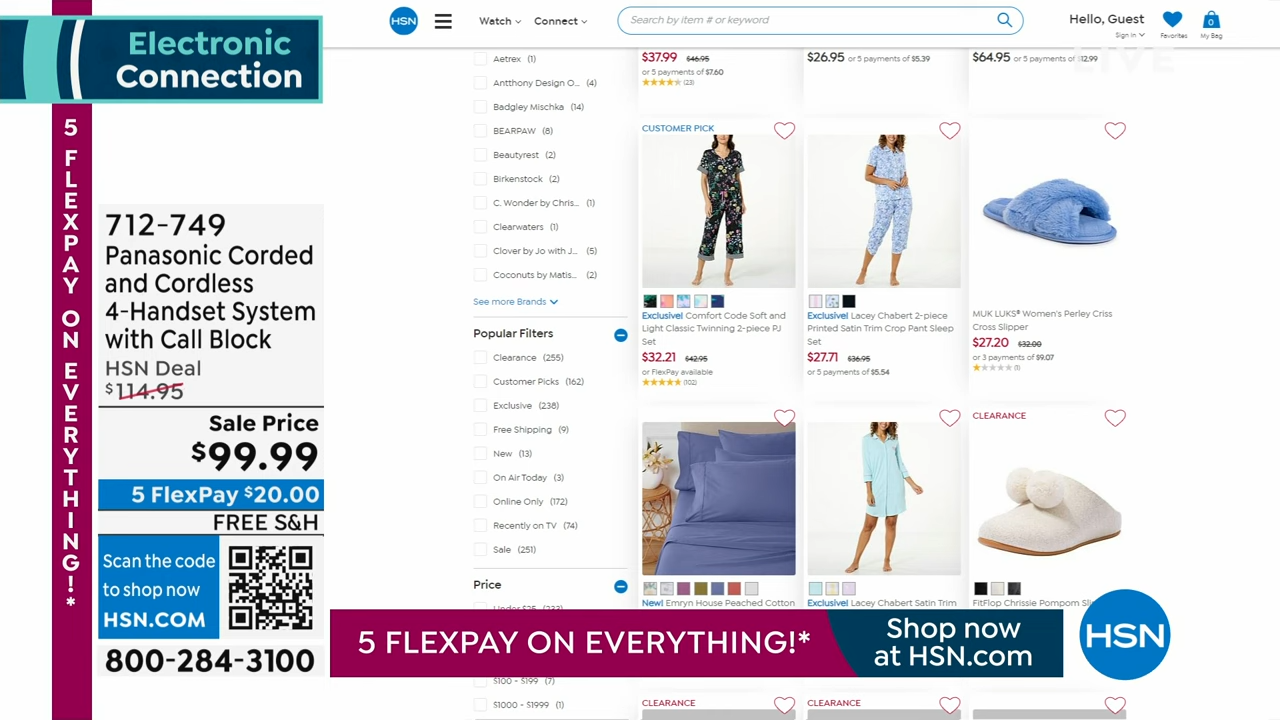 Electronic
Connection
5 FLEXPAY ON EVERYTHING!*
712-749
Panasonic Corded
and Cordless
4-Handset System
with Call Block
HSN Deal
$114.95
Sale Price
$99.99
5 FlexPay $20.00
FREE S&H
Scan the code
to shop now
HSN.COM
800-284-3100
HSN
Watch
Connect
Search by item # or keyword
Hello, Guest
Sign in
Favorites
0
My Bag
LIVE
Aetrex (1)
Antthony Design O... (4)
Badgley Mischka (14)
BEARPAW (8)
Beautyrest (2)
Birkenstock (2)
C. Wonder by Chris... (1)
Clearwaters (1)
Clover by Jo with J... (5)
Coconuts by Matis... (2)
See more Brands
Popular Filters
Clearance (255)
Customer Picks (162)
Exclusive (238)
Free Shipping (9)
New (13)
On Air Today (3)
Online Only (172)
Recently on TV (74)
Sale (251)
Price
Under $25 (233)
$100 - $199 (7)
$1000 - $1999 (1)
$37.99 $46.95
or 5 payments of $7.60
(23)
$26.95 or 5 payments of $5.39
$64.95 or 5 payments of $12.99
CUSTOMER PICK
Exclusive! Comfort Code Soft and
Light Classic Twinning 2-piece PJ
Set
$32.21 $42.95
or FlexPay available
(102)
Exclusive! Lacey Chabert 2-piece
Printed Satin Trim Crop Pant Sleep
Set
$27.71 $36.95
or 5 payments of $5.54
MUK LUKS® Women's Perley Criss
Cross Slipper
$27.20 $32.00
or 3 payments of $9.07
(1)
CLEARANCE
New! Emryn House Peached Cotton
Exclusive! Lacey Chabert Satin Trim
FitFlop Chrissie Pompom
5 FLEXPAY ON EVERYTHING!*
Shop now
at HSN.com
HSN
CLEARANCE
CLEARANCE